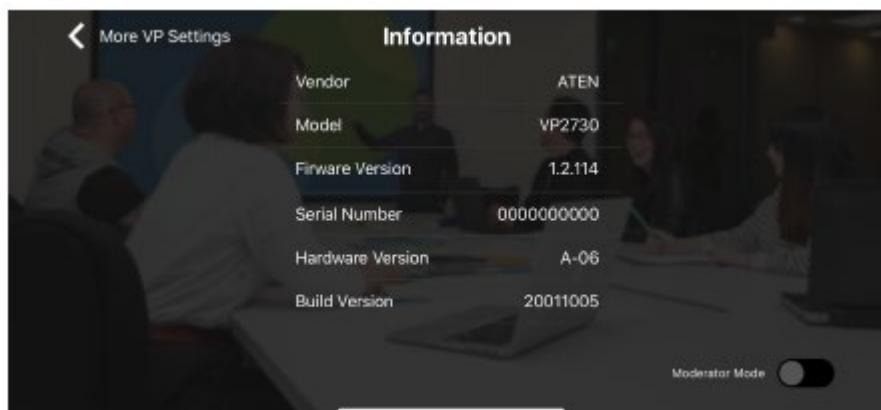 More VP Settings
Information
Vendor ATEN
Model VP2730
Firware Version 1.2.114
Serial Number 0000000000
Hardware Version A-06
Build Version 20011005
Moderator Mode